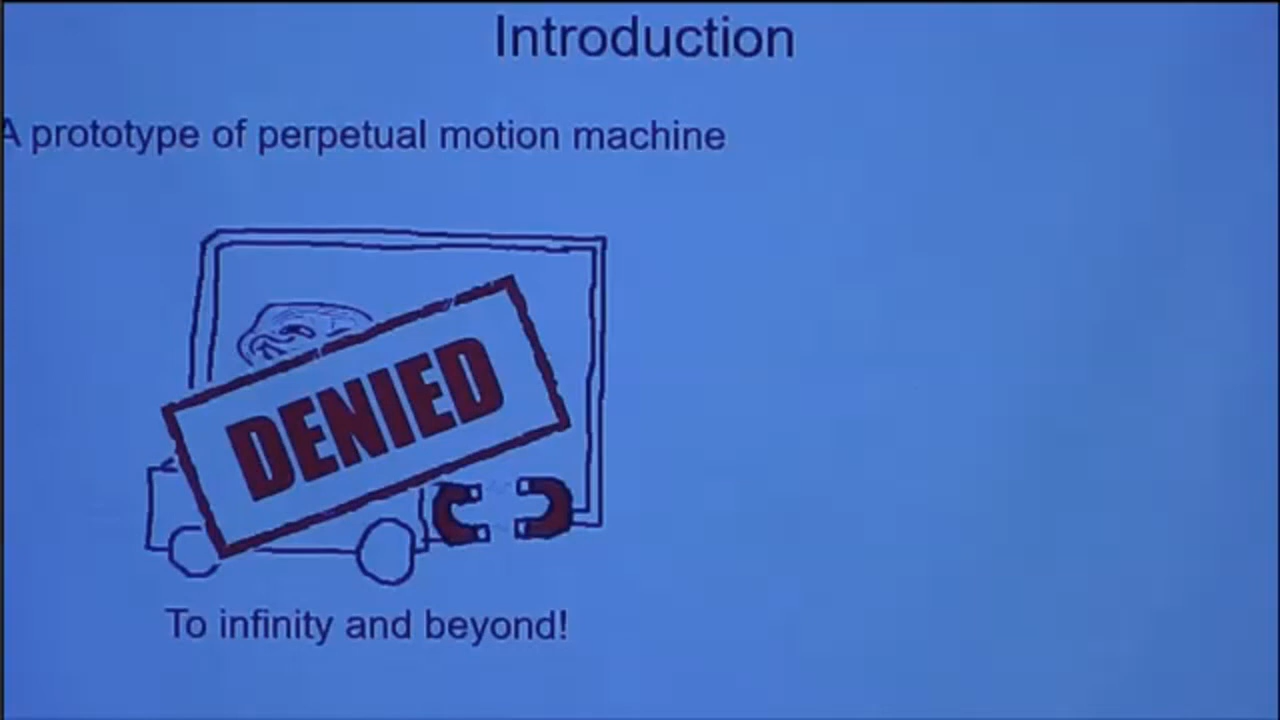 Introduction
A prototype of perpetual motion machine
DENIED
To infinity and beyond!